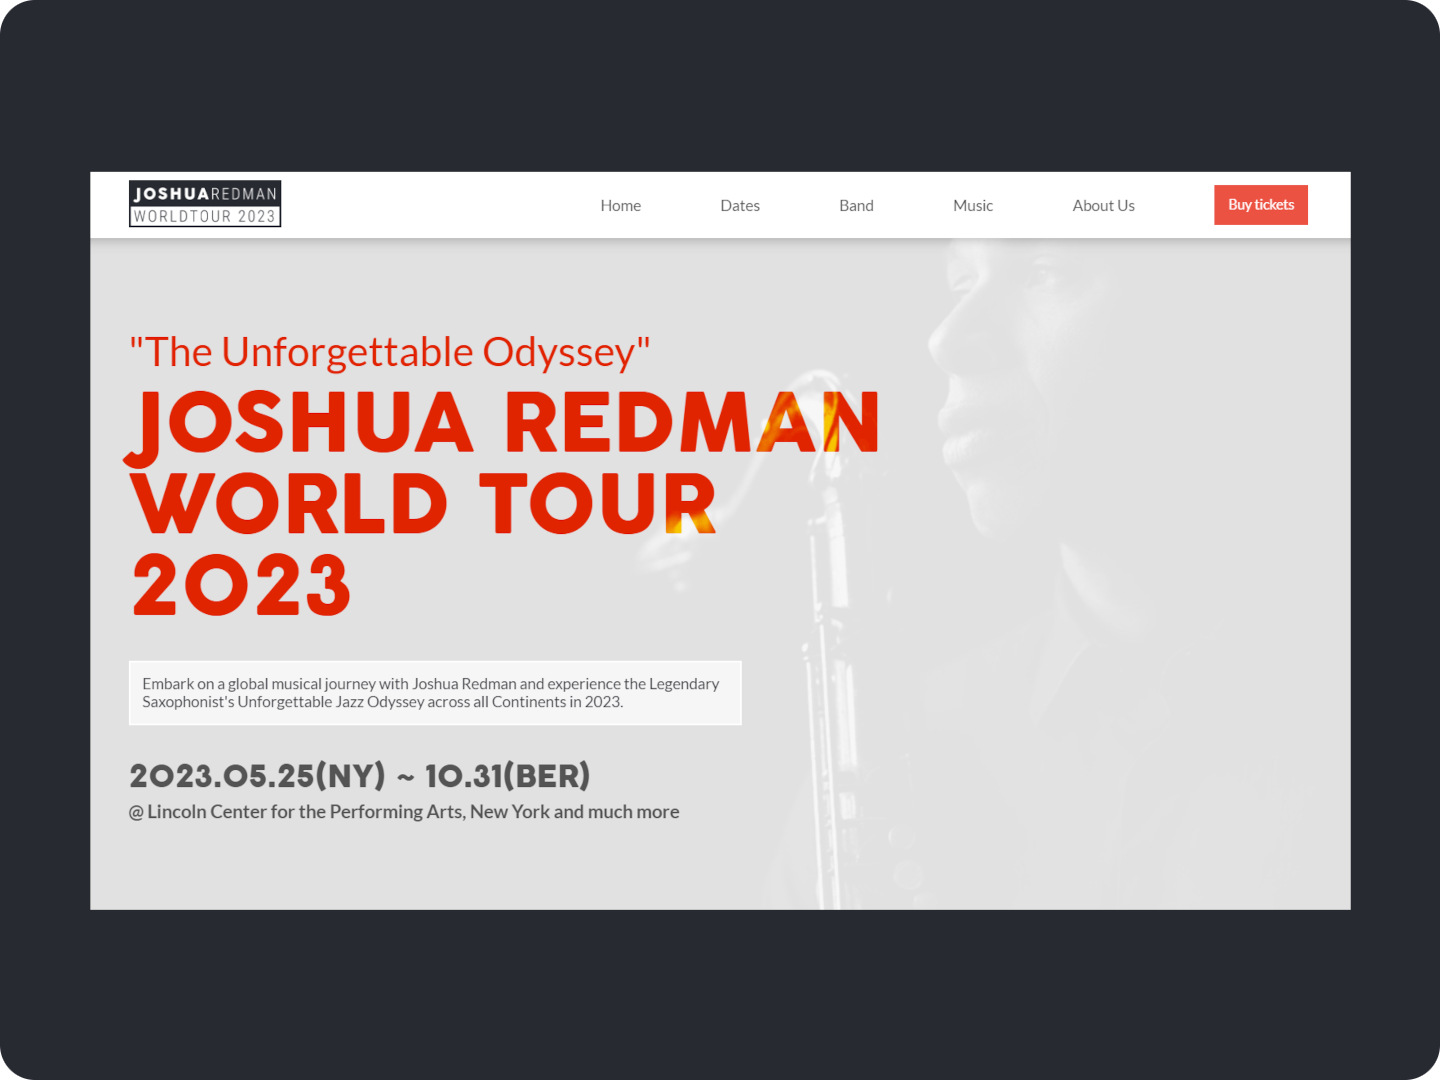 JOSHUAREDMAN
WORLDTOUR 2023
Home
Dates
Band
Music
About Us
Buy tickets
"The Unforgettable Odyssey"
JOSHUA REDMAN
WORLD TOUR
2023
Embark on a global musical journey with Joshua Redman and experience the Legendary
Saxophonist's Unforgettable Jazz Odyssey across all Continents in 2023.
2023.05.25(NY) ~ 10.31(BER)
@ Lincoln Center for the Performing Arts, New York and much more